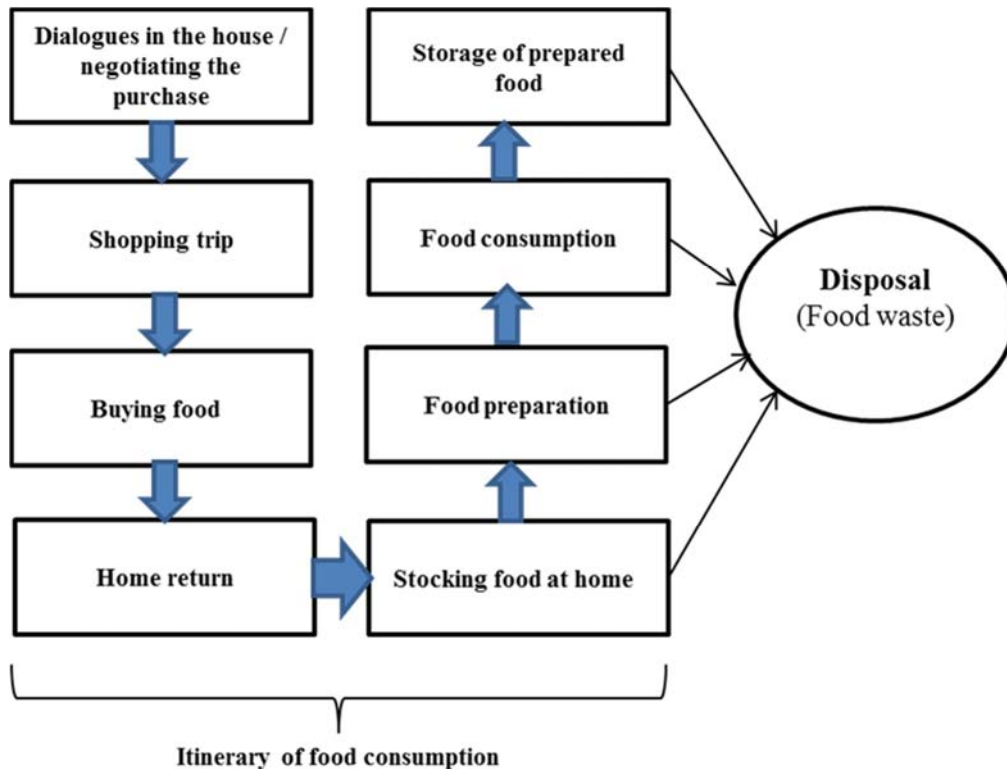 Dialogues in the house /
negotiating the
purchase
Shopping trip
Buying food
Home return
Storage of prepared
food
Food consumption
Food preparation
Stocking food at home
Disposal
(Food waste)
Itinerary of food consumption